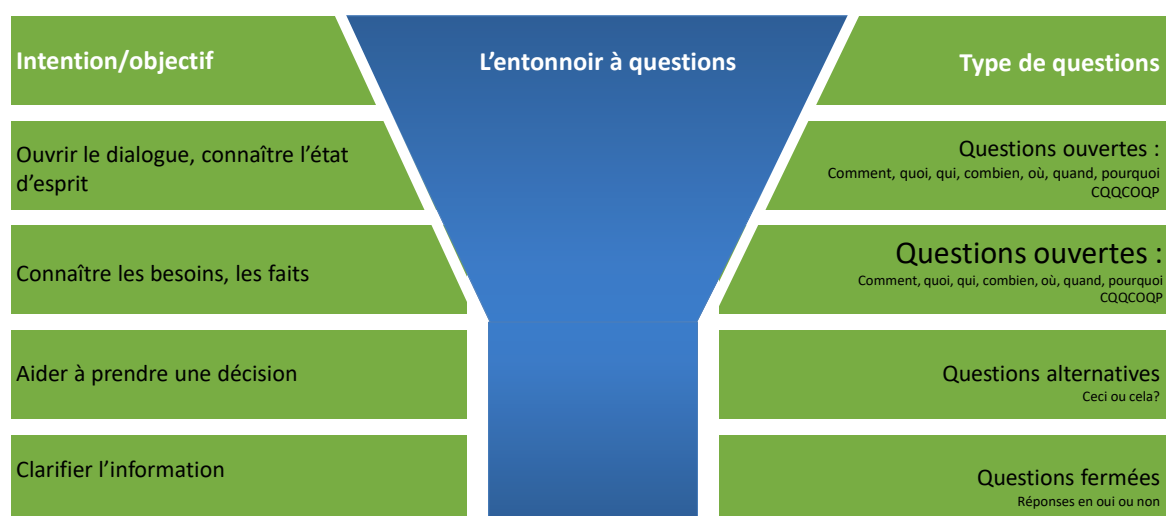 Intention/objectif
L’entonnoir à questions
Type de questions
Ouvrir le dialogue, connaître l’état
d’esprit
Questions ouvertes :
Comment, quoi, qui, combien, où, quand, pourquoi
CQQCOQP
Connaître les besoins, les faits
Questions ouvertes :
Comment, quoi, qui, combien, où, quand, pourquoi
CQQCOQP
Aider à prendre une décision
Questions alternatives
Ceci ou cela?
Clarifier l’information
Questions fermées
Réponses en oui ou non